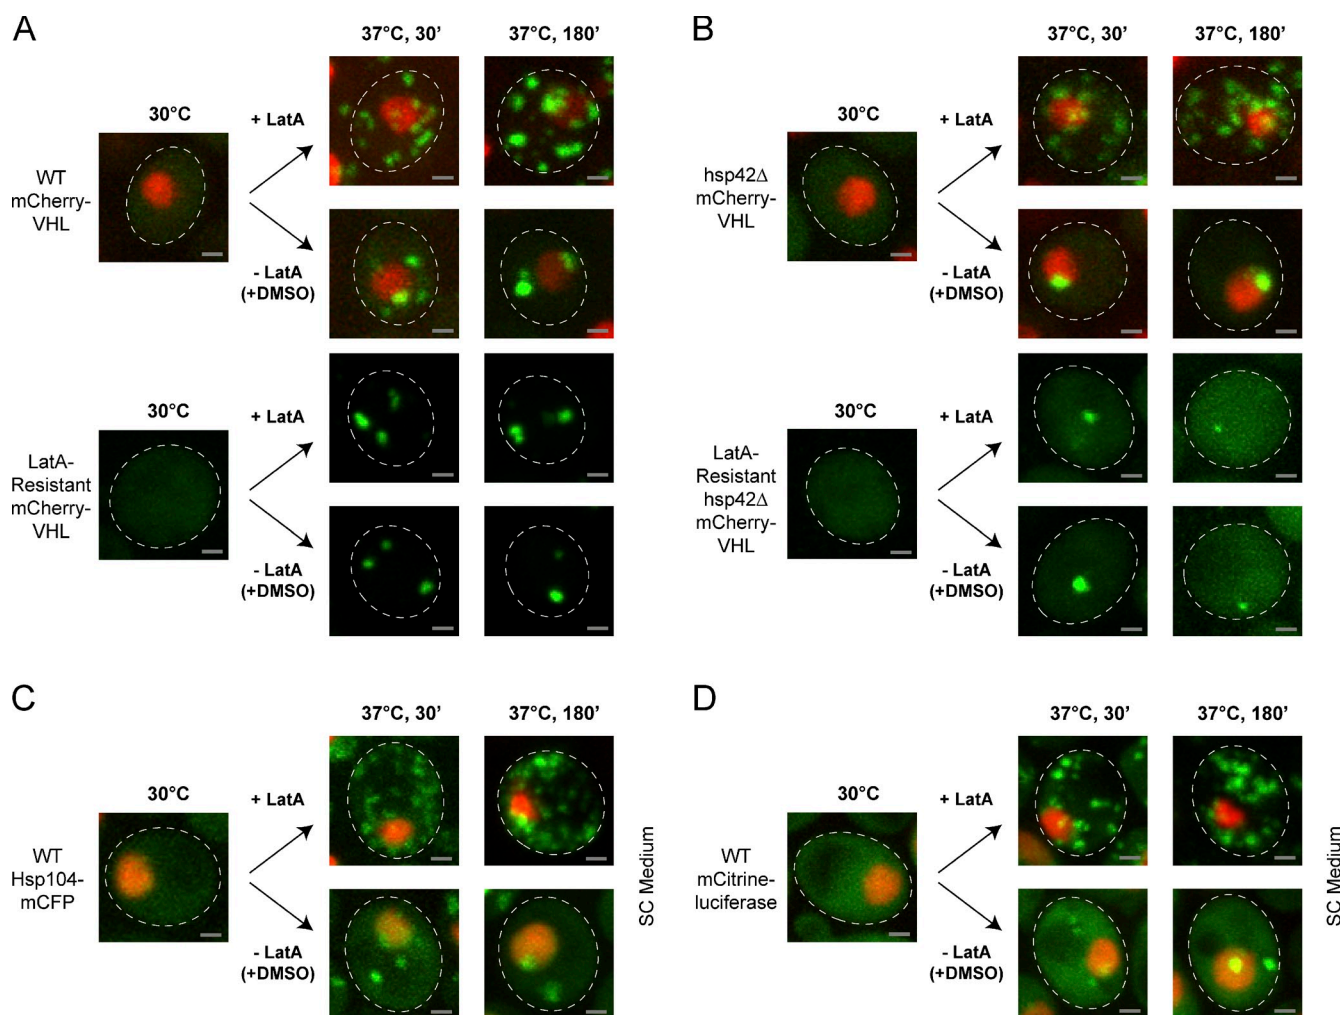 A
37°C, 30’
37°C, 180’
30°C
+ LatA
WT
mCherry-
VHL
- LatA
(+DMSO)
30°C
+ LatA
LatA-
Resistant
mCherry-
VHL
- LatA
(+DMSO)
B
37°C, 30’
37°C, 180’
30°C
+ LatA
hsp42Δ
mCherry-
VHL
- LatA
(+DMSO)
30°C
+ LatA
LatA-
Resistant
hsp42Δ
mCherry-
VHL
- LatA
(+DMSO)
C
37°C, 30’
37°C, 180’
30°C
+ LatA
WT
Hsp104-
mCFP
- LatA
(+DMSO)
SC Medium
D
37°C, 30’
37°C, 180’
30°C
+ LatA
WT
mCitrine-
luciferase
- LatA
(+DMSO)
SC Medium